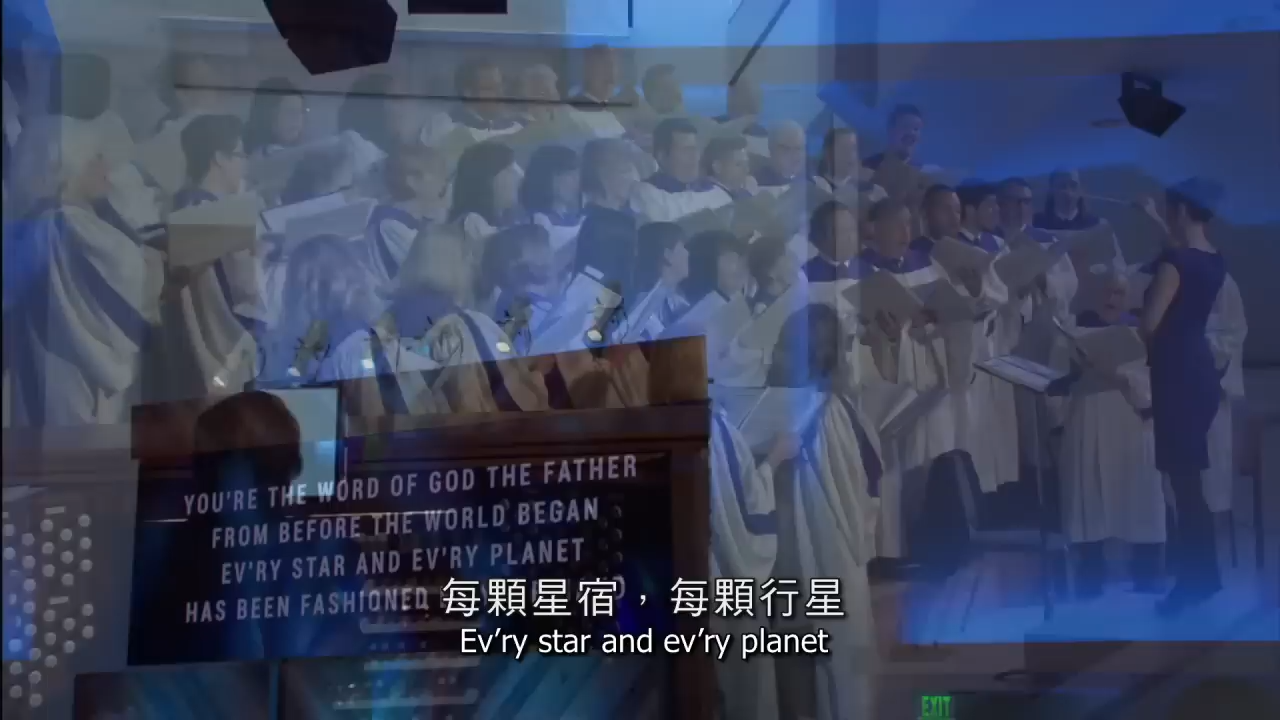 YOU'RE THE WORD OF GOD THE FATHER
FROM BEFORE THE WORLD BEGAN
EV'RY STAR AND EV'RY PLANET
HAS BEEN FASHIONED
每顆星宿，每顆行星
Ev'ry star and ev'ry planet
EXIT